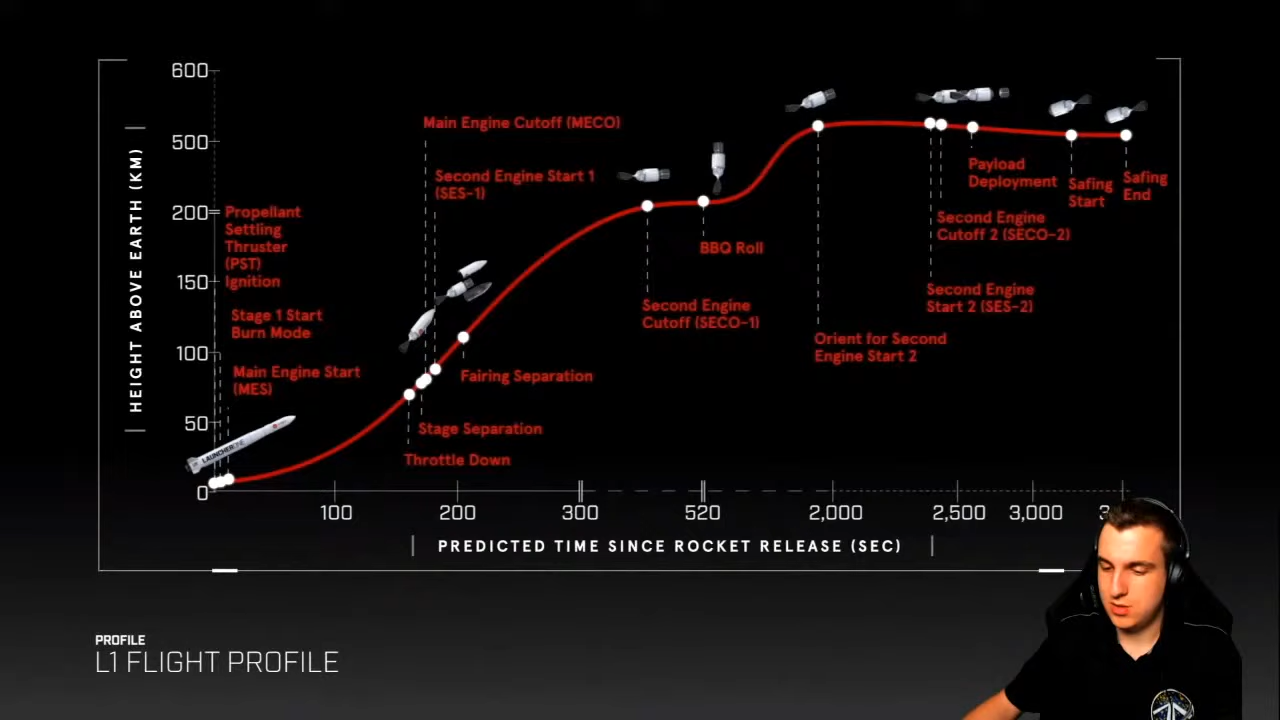 600
500
200
150
100
50
0
HEIGHT ABOVE EARTH (KM)
Main Engine Cutoff (MECO)
Second Engine Start 1
(SES-1)
Propellant
Settling
Thruster
(PST)
Ignition
Stage 1 Start
Burn Mode
Main Engine Start
(MES)
LAUNCHERONE
Fairing Separation
Stage Separation
Throttle Down
Second Engine
Cutoff (SECO-1)
BBQ Roll
Orient for Second
Engine Start 2
Payload
Deployment
Second Engine
Cutoff 2 (SECO-2)
Second Engine
Start 2 (SES-2)
Safing
Start
Safing
End
100
200
300
520
2,000
2,500
3,000
PREDICTED TIME SINCE ROCKET RELEASE (SEC)
PROFILE
L1 FLIGHT PROFILE